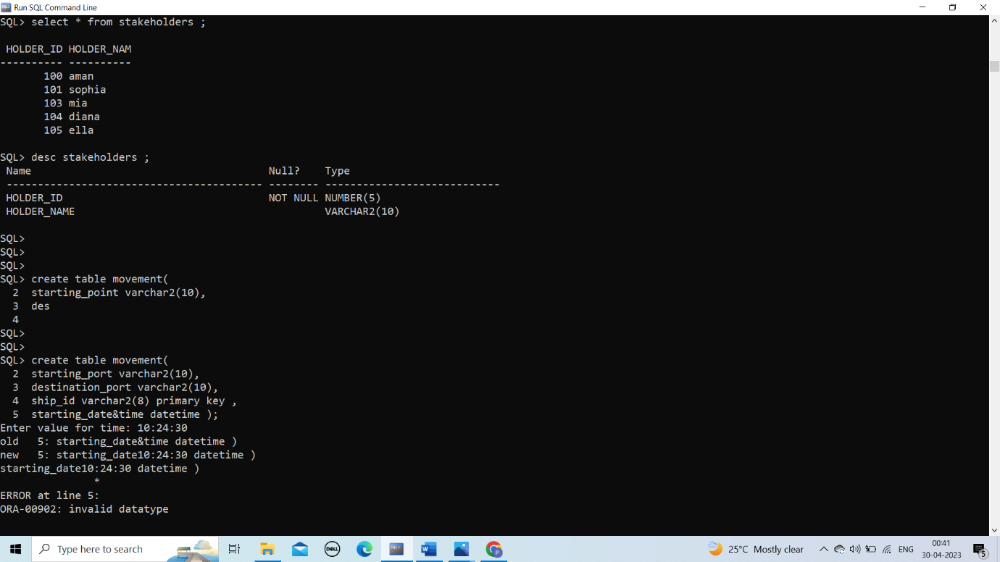 Run SQL Command Line
SQL> select * from stakeholders ;
 HOLDER_ID HOLDER_NAM
---------- ----------
       100 aman
       101 sophia
       103 mia
       104 diana
       105 ella
SQL> desc stakeholders ;
 Name                                      Null?    Type
 ----------------------------------------- -------- ----------------------------
 HOLDER_ID                                 NOT NULL NUMBER(5)
 HOLDER_NAME                                        VARCHAR2(10)
SQL>
SQL>
SQL>
SQL> create table movement(
  2  starting_point varchar2(10),
  3  des
  4
SQL>
SQL>
SQL> create table movement(
  2  starting_port varchar2(10),
  3  destination_port varchar2(10),
  4  ship_id varchar2(8) primary key ,
  5  starting_date&time datetime );
Enter value for time: 10:24:30
old   5: starting_date&time datetime )
new   5: starting_date10:24:30 datetime )
starting_date10:24:30 datetime )
               *
ERROR at line 5:
ORA-00902: invalid datatype
Type here to search
DELL
W
P
25°C Mostly clear
ENG
00:41
30-04-2023
5